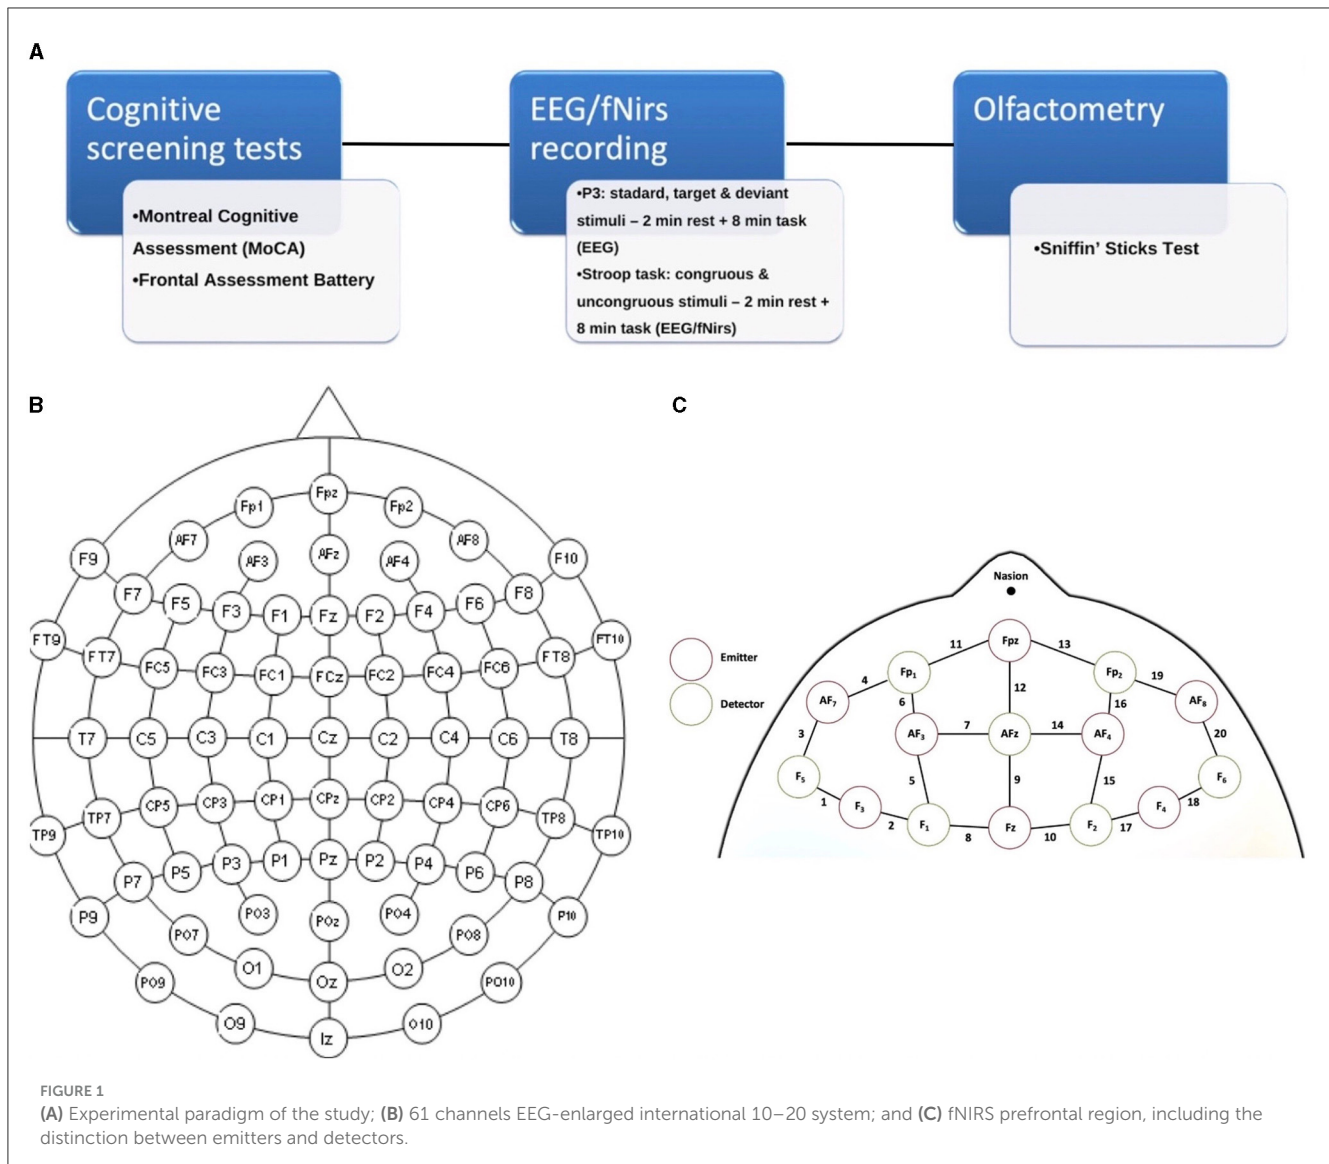 A
Cognitive
screening tests
•Montreal Cognitive
Assessment (MoCA)
•Frontal Assessment Battery
EEG/fNirs
recording
•P3: stadard, target & deviant
stimuli – 2 min rest + 8 min task
(EEG)
•Stroop task: congruous &
uncongruous stimuli – 2 min rest +
8 min task (EEG/fNirs)
Olfactometry
•Sniffin' Sticks Test
B
Fpz
Fp1 Fp2
AF7 AF8
AF3 AFz AF4
F9 F10
F7 F5 F3 F1 Fz F2 F4 F6 F8
FT9 FT7 FC5 FC3 FC1 FCz FC2 FC4 FC6 FT8 FT10
T7 C5 C3 C1 Cz C2 C4 C6 T8
TP9 TP7 CP5 CP3 CP1 CPz CP2 CP4 CP6 TP8 TP10
P7 P5 P3 P1 Pz P2 P4 P6 P8
P9 PO3 POz PO4 P10
PO7 PO8
O1 Oz O2
PO9 PO10
O9 Iz O10
C
Nasion
Emitter
Detector
Fpz
11 13
Fp1 Fp2
4 12 19
AF7 6 16 AF8
3 AF3 7 AFz 14 AF4 20
F5 5 9 15 F6
1 F3 F4 18
2 F1 8 Fz 10 F2 17
FIGURE 1
(A) Experimental paradigm of the study; (B) 61 channels EEG-enlarged international 10–20 system; and (C) fNIRS prefrontal region, including the
distinction between emitters and detectors.